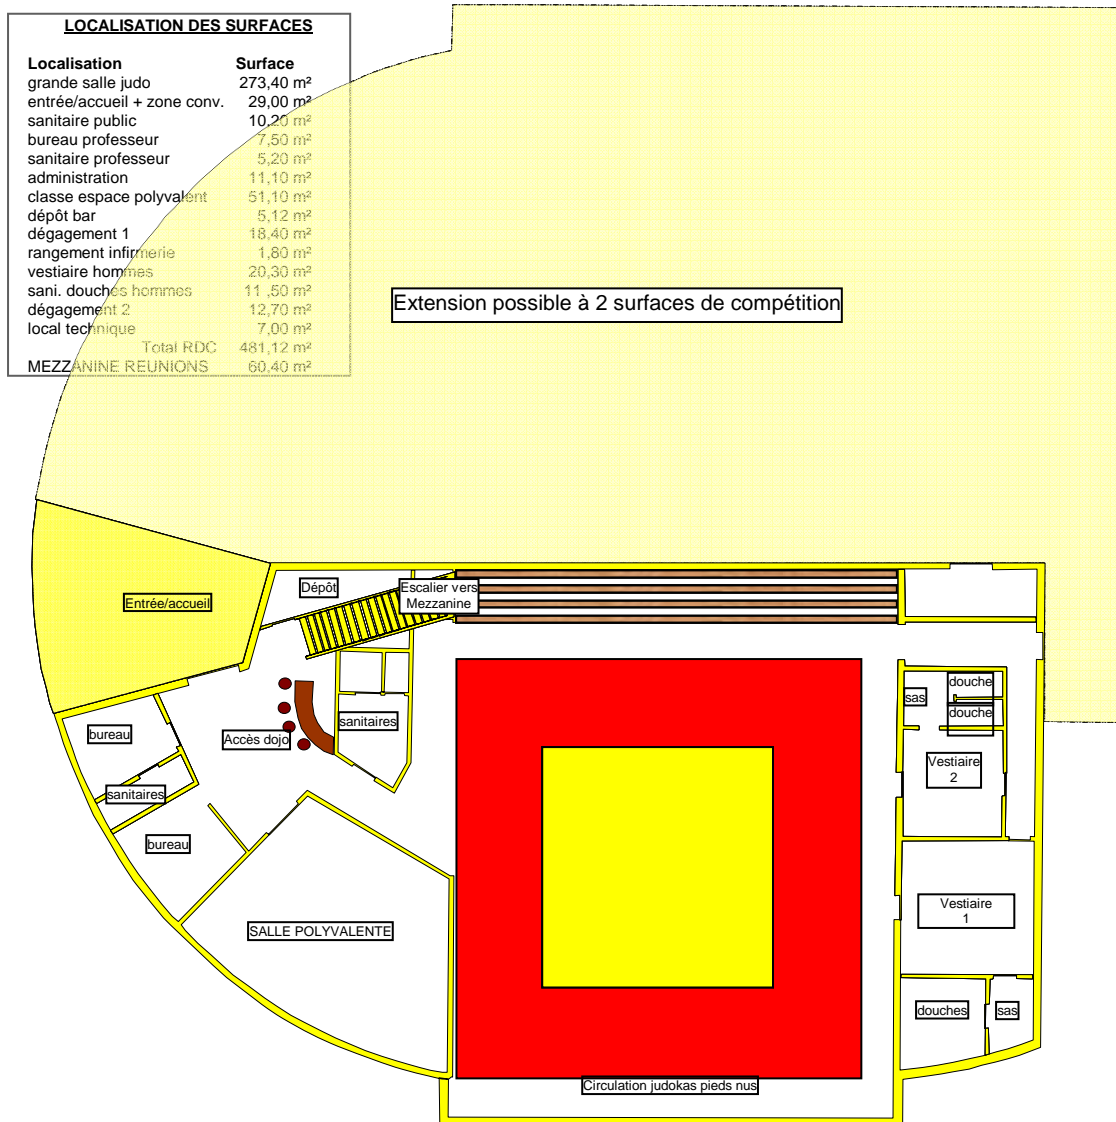 LOCALISATION DES SURFACES
Localisation Surface
grande salle judo 273,40 m²
entrée/accueil + zone conv. 29,00 m²
sanitaire public 10,20 m²
bureau professeur 7,50 m²
sanitaire professeur 5,20 m²
administration 11,10 m²
classe espace polyvalent 51,10 m²
dépôt bar 5,12 m²
dégagement 1 18,40 m²
rangement infirmerie 1,80 m²
vestiaire hommes 20,30 m²
sani. douches hommes 11 ,50 m²
dégagement 2 12,70 m²
local technique 7,00 m²
Total RDC 481,12 m²
MEZZANINE REUNIONS 60,40 m²
Extension possible à 2 surfaces de compétition
Dépôt
Escalier vers
Mezzanine
Entrée/accueil
sanitaires
Accès dojo
bureau
sanitaires
bureau
SALLE POLYVALENTE
douche
sas
douche
Vestiaire
2
Vestiaire
1
douches
sas
Circulation judokas pieds nus